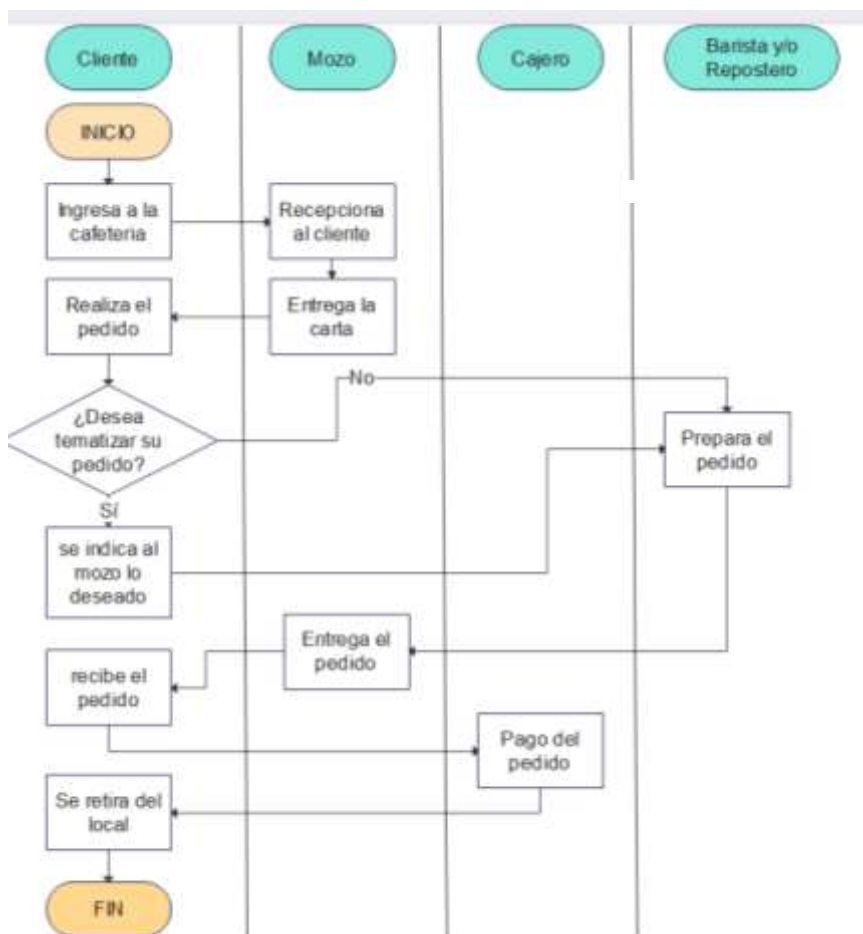 Cliente
Mozo
Cajero
Barista y/o
Repostero
INICIO
Ingresa a la
cafeteria
Recepciona
al cliente
Realiza el
pedido
Entrega la
carta
No
¿Desea
tematizar su
pedido?
Prepara el
pedido
Sí
se indica al
mozo lo
deseado
Entrega el
pedido
recibe el
pedido
Pago del
pedido
Se retira del
local
FIN